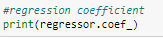 #regression coefficient
print(regressor.coef_)